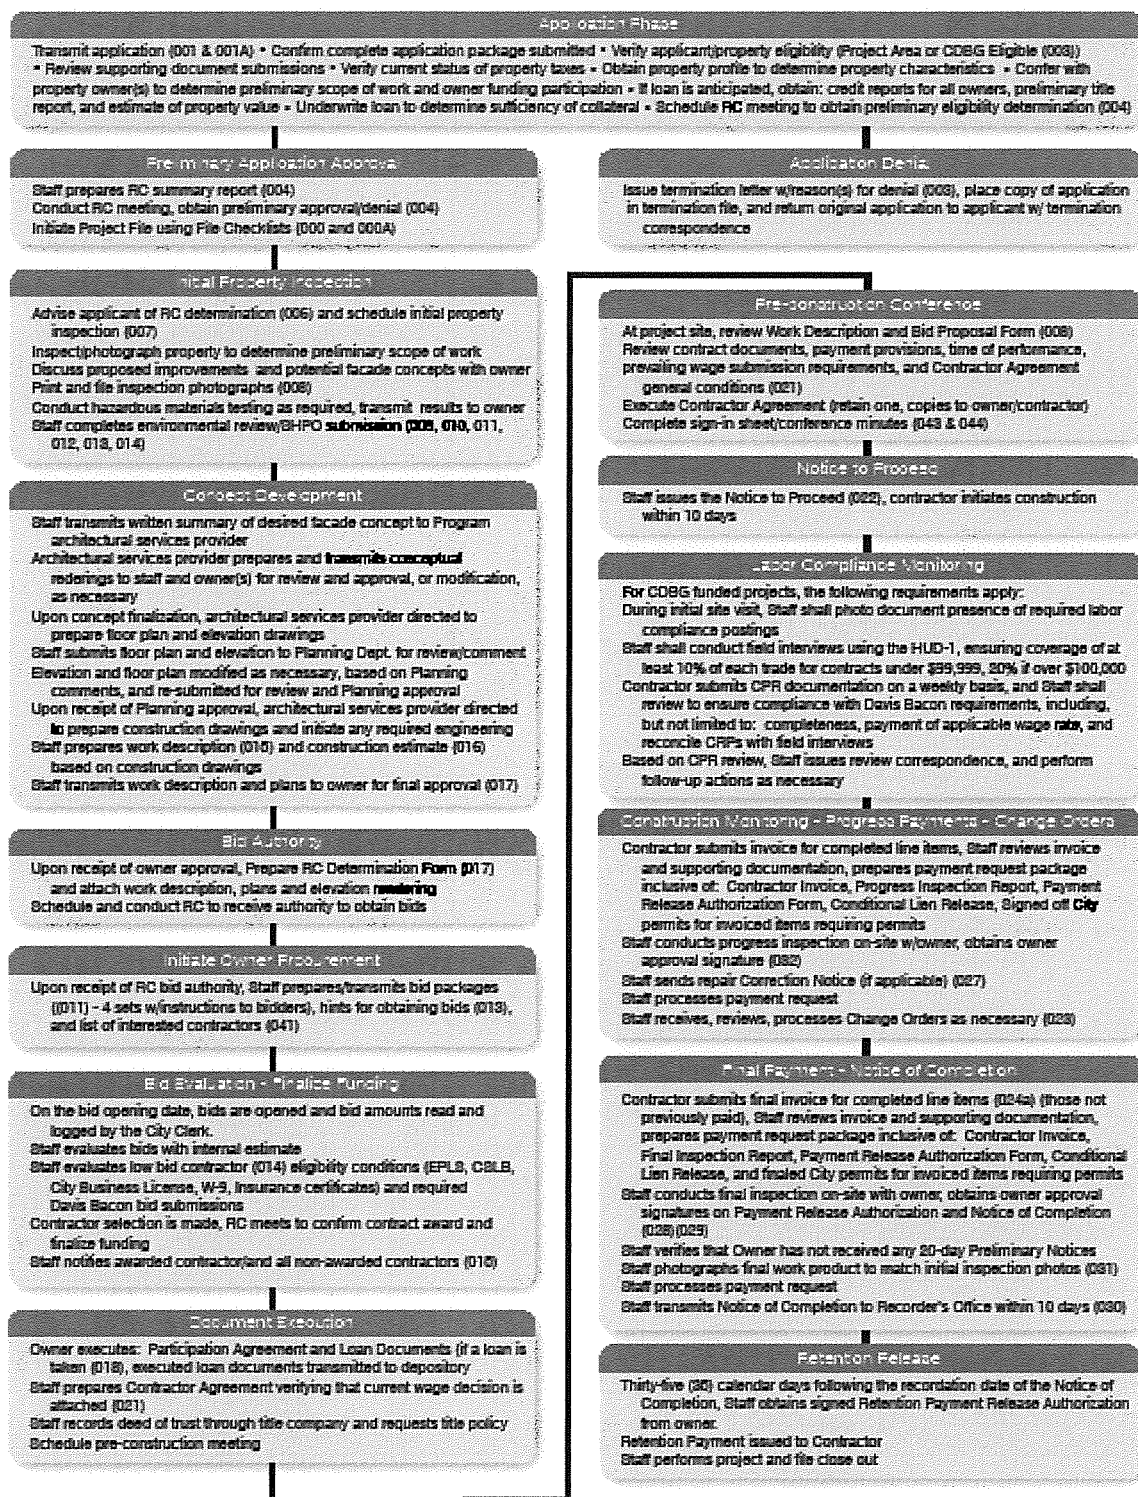 Application Phase
Transmit application (001 & 001A) • Confirm complete application package submitted • Verify applicant/property eligibility (Project Area or CDBG Eligible (003))
• Review supporting document submissions • Verify current status of property taxes • Obtain property profile to determine property characteristics • Confer with
property owner(s) to determine preliminary scope of work and owner funding participation • If loan is anticipated, obtain: credit reports for all owners, preliminary title
report, and estimate of property value • Underwrite loan to determine sufficiency of collateral • Schedule RC meeting to obtain preliminary eligibility determination (004)
Preliminary Application Approval
Staff prepares RC summary report (004)
Conduct RC meeting, obtain preliminary approval/denial (004)
Initiate Project File using File Checklists (000 and 000A)
Initial Property Inspection
Advise applicant of RC determination (006) and schedule initial property
inspection (007)
Inspect/photograph property to determine preliminary scope of work
Discuss proposed improvements and potential facade concepts with owner
Print and file inspection photographs (008)
Conduct hazardous materials testing as required, transmit results to owner
Staff completes environmental review/SHPO submission (009, 010, 011,
012, 013, 014)
Concept Development
Staff transmits written summary of desired facade concept to Program
architectural services provider
Architectural services provider prepares and transmits conceptual
rederings to staff and owner(s) for review and approval, or modification,
as necessary
Upon concept finalization, architectural services provider directed to
prepare floor plan and elevation drawings
Staff submits floor plan and elevation to Planning Dept. for review/comment
Elevation and floor plan modified as necessary, based on Planning
comments, and re-submitted for review and Planning approval
Upon receipt of Planning approval, architectural services provider directed
to prepare construction drawings and initiate any required engineering
Staff prepares work description (015) and construction estimate (016)
based on construction drawings
Staff transmits work description and plans to owner for final approval (017)
Bid Authority
Upon receipt of owner approval, Prepare RC Determination Form (017)
and attach work description, plans and elevation rendering
Schedule and conduct RC to receive authority to obtain bids
Initiate Owner Procurement
Upon receipt of RC bid authority, Staff prepares/transmits bid packages
((011) - 4 sets w/instructions to bidders), hints for obtaining bids (013),
and list of interested contractors (041)
Bid Evaluation - Finalize Funding
On the bid opening date, bids are opened and bid amounts read and
logged by the City Clerk.
Staff evaluates bids with internal estimate
Staff evaluates low bid contractor (014) eligibility conditions (EPLS, CSLB,
City Business License, W-9, Insurance certificates) and required
Davis Bacon bid submissions
Contractor selection is made, RC meets to confirm contract award and
finalize funding
Staff notifies awarded contractor/and all non-awarded contractors (015)
Document Execution
Owner executes: Participation Agreement and Loan Documents (if a loan is
taken (018), executed loan documents transmitted to depository
Staff prepares Contractor Agreement verifying that current wage decision is
attached (021)
Staff records deed of trust through title company and requests title policy
Schedule pre-construction meeting
Application Denial
Issue termination letter w/reason(s) for denial (003), place copy of application
in termination file, and return original application to applicant w/ termination
correspondence
Pre-construction Conference
At project site, review Work Description and Bid Proposal Form (008)
Review contract documents, payment provisions, time of performance,
prevailing wage submission requirements, and Contractor Agreement
general conditions (021)
Execute Contractor Agreement (retain one, copies to owner/contractor)
Complete sign-in sheet/conference minutes (043 & 044)
Notice to Proceed
Staff issues the Notice to Proceed (022), contractor initiates construction
within 10 days
Labor Compliance Monitoring
For CDBG funded projects, the following requirements apply:
During initial site visit, Staff shall photo document presence of required labor
compliance postings
Staff shall conduct field interviews using the HUD-1, ensuring coverage of at
least 10% of each trade for contracts under $99,999, 20% if over $100,000
Contractor submits CPR documentation on a weekly basis, and Staff shall
review to ensure compliance with Davis Bacon requirements, including,
but not limited to: completeness, payment of applicable wage rate, and
reconcile CRPs with field interviews
Based on CPR review, Staff issues review correspondence, and perform
follow-up actions as necessary
Construction Monitoring - Progress Payments - Change Orders
Contractor submits invoice for completed line items, Staff reviews invoice
and supporting documentation, prepares payment request package
inclusive of: Contractor Invoice, Progress Inspection Report, Payment
Release Authorization Form, Conditional Lien Release, Signed off City
permits for invoiced items requiring permits
Staff conducts progress inspection on-site w/owner, obtains owner
approval signature (032)
Staff sends repair Correction Notice (if applicable) (027)
Staff processes payment request
Staff receives, reviews, processes Change Orders as necessary (023)
Final Payment - Notice of Completion
Contractor submits final invoice for completed line items (024a) (those not
previously paid), Staff reviews invoice and supporting documentation,
prepares payment request package inclusive of: Contractor Invoice,
Final Inspection Report, Payment Release Authorization Form, Conditional
Lien Release, and finaled City permits for invoiced items requiring permits
Staff conducts final inspection on-site with owner, obtains owner approval
signatures on Payment Release Authorization and Notice of Completion
(028)(029)
Staff verifies that Owner has not received any 20-day Preliminary Notices
Staff photographs final work product to match initial inspection photos (031)
Staff processes payment request
Staff transmits Notice of Completion to Recorder's Office within 10 days (030)
Retention Release
Thirty-five (35) calendar days following the recordation date of the Notice of
Completion, Staff obtains signed Retention Payment Release Authorization
from owner.
Retention Payment issued to Contractor
Staff performs project and file close out